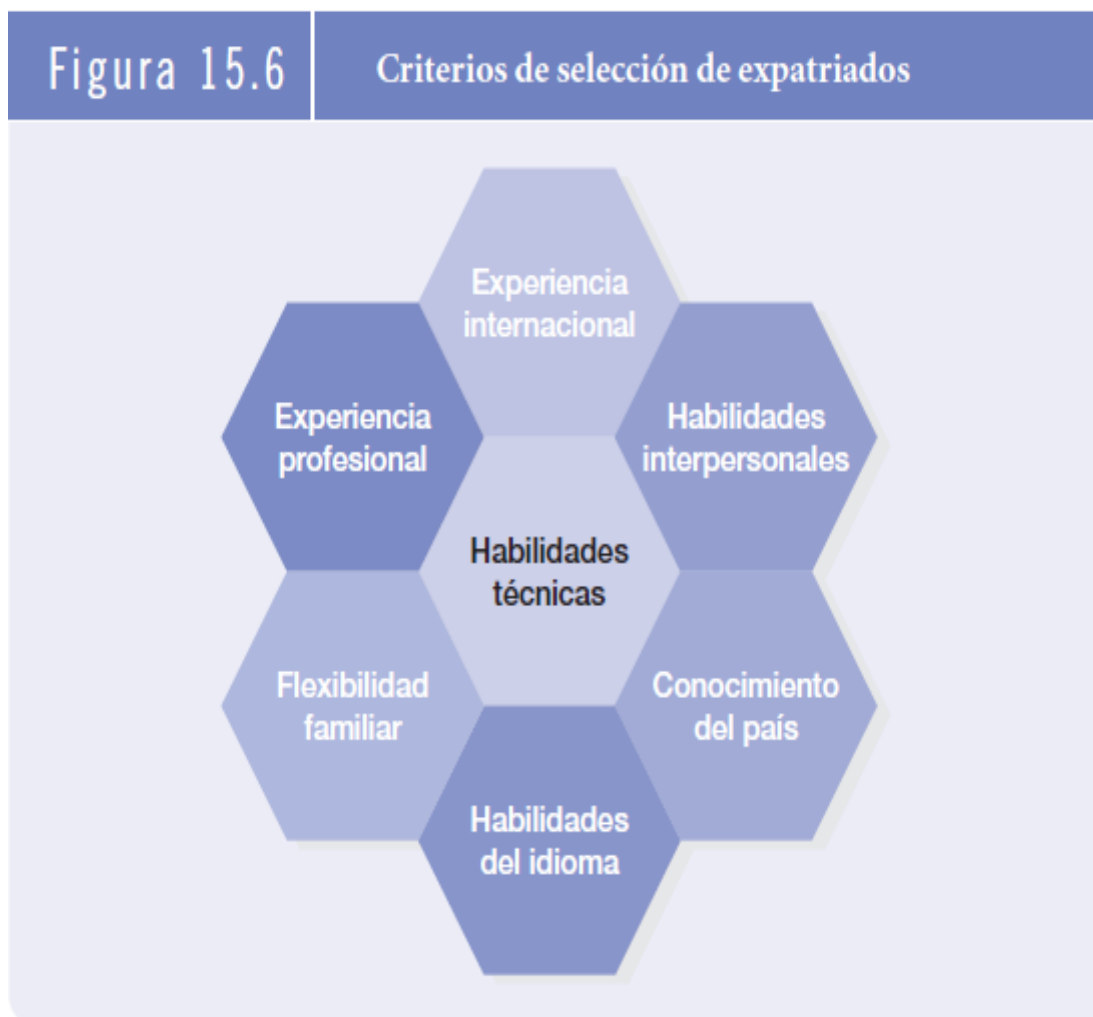 Figura 15.6
Criterios de selección de expatriados
Experiencia
internacional
Experiencia
profesional
Habilidades
interpersonales
Habilidades
técnicas
Flexibilidad
familiar
Conocimiento
del país
Habilidades
del idioma